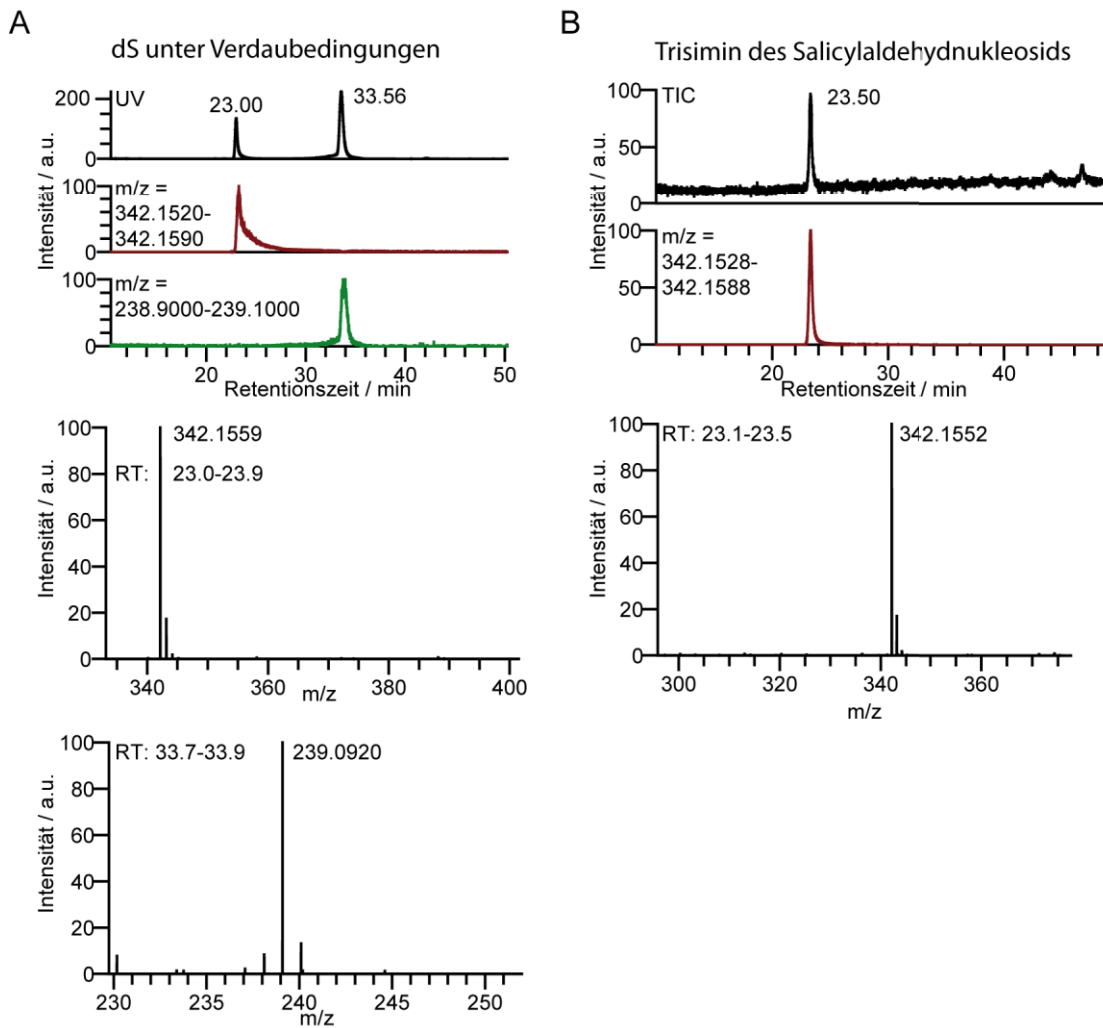 A
dS unter Verdaubedingungen
200
0
UV
23.00
33.56
100
0
m/z =
342.1520-
342.1590
100
0
m/z =
238.9000-239.1000
Intensität / a.u.
20
30
40
50
Retentionszeit / min
100
80
60
40
20
0
Intensität / a.u.
342.1559
RT:
23.0-23.9
340
360
380
400
m/z
100
80
60
40
20
0
Intensität / a.u.
RT: 33.7-33.9
239.0920
230
235
240
245
250
m/z
B
Trisimin des Salicylaldehydnukleosids
100
50
0
TIC
23.50
100
50
0
m/z =
342.1528-
342.1588
Intensität / a.u.
20
30
40
Retentionszeit / min
100
80
60
40
20
0
Intensität / a.u.
RT: 23.1-23.5
342.1552
300
320
340
360
m/z